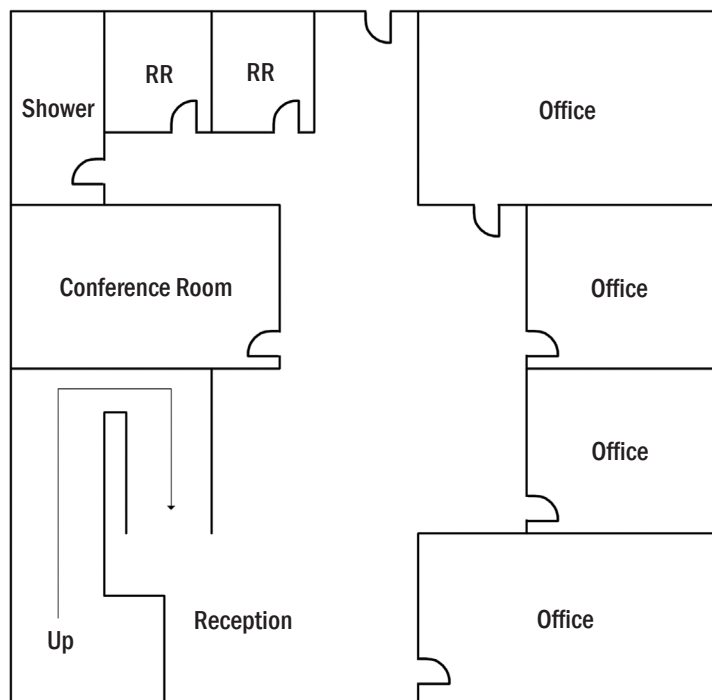 RR
RR
Shower
Office
Conference Room
Office
Office
Up
Reception
Office